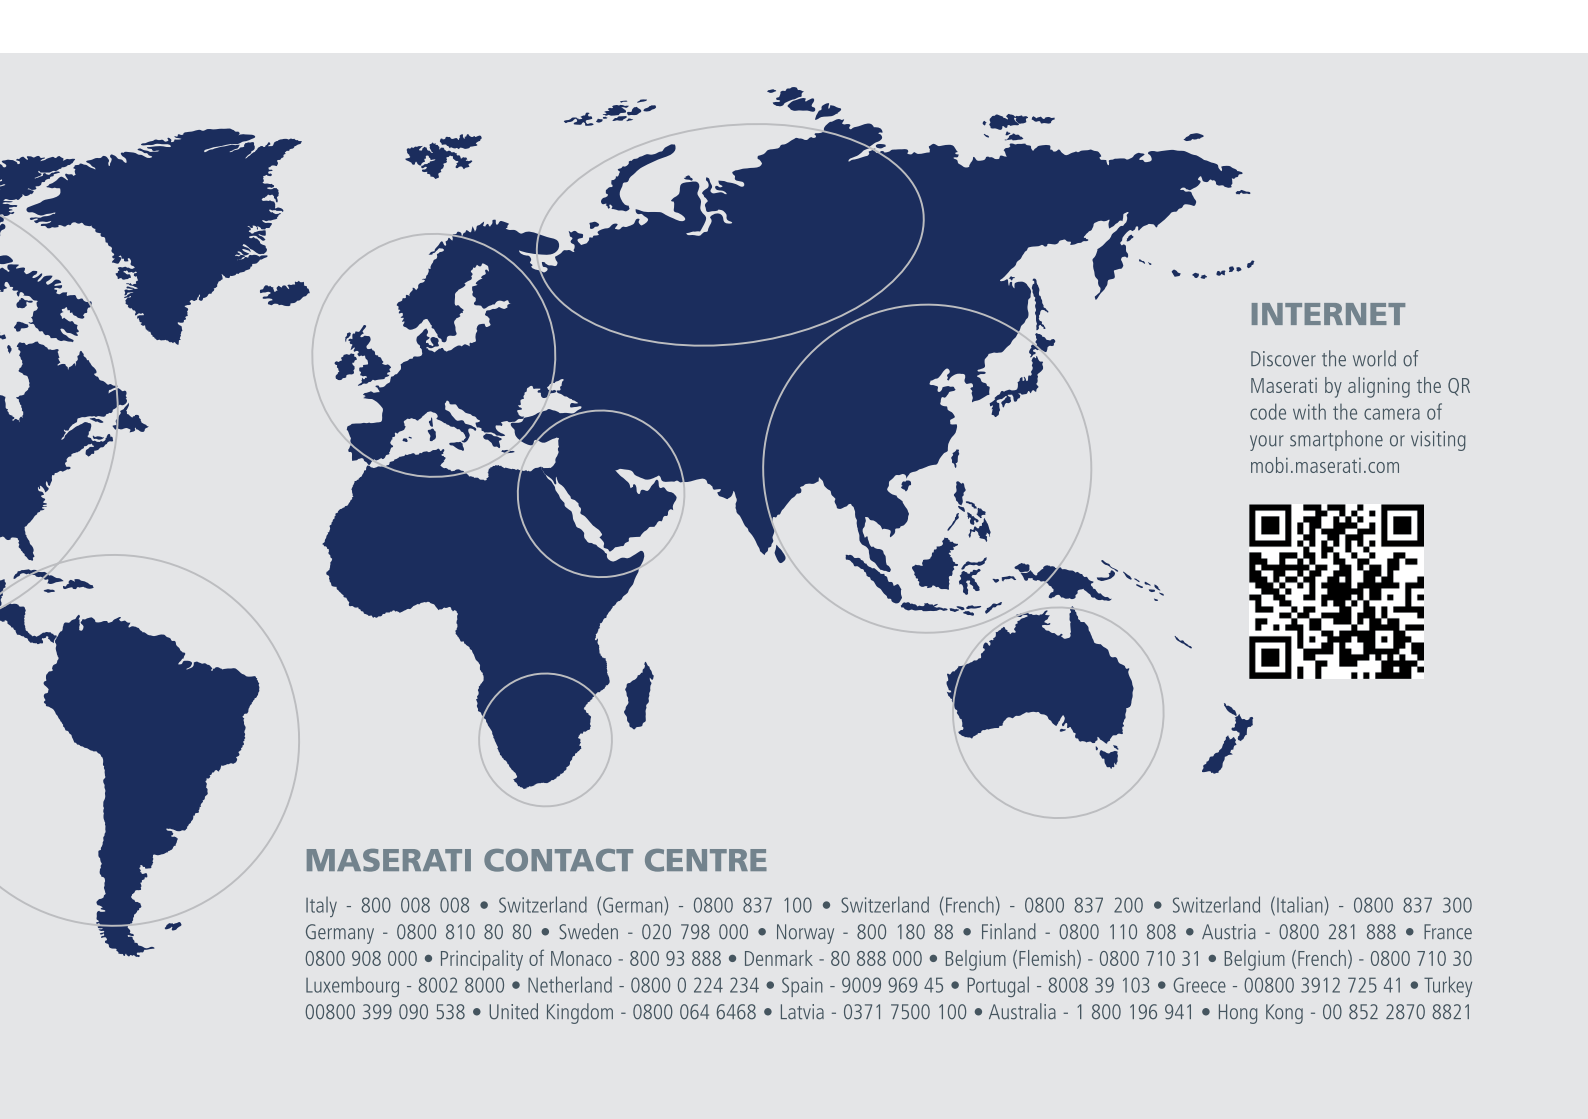 INTERNET
Discover the world of
Maserati by aligning the QR
code with the camera of
your smartphone or visiting
mobi.maserati.com
MASERATI CONTACT CENTRE
Italy - 800 008 008 • Switzerland (German) - 0800 837 100 • Switzerland (French) - 0800 837 200 • Switzerland (Italian) - 0800 837 300
Germany - 0800 810 80 80 • Sweden - 020 798 000 • Norway - 800 180 88 • Finland - 0800 110 808 • Austria - 0800 281 888 • France
0800 908 000 • Principality of Monaco - 800 93 888 • Denmark - 80 888 000 • Belgium (Flemish) - 0800 710 31 • Belgium (French) - 0800 710 30
Luxembourg - 8002 8000 • Netherland - 0800 0 224 234 • Spain - 9009 969 45 • Portugal - 8008 39 103 • Greece - 00800 3912 725 41 • Turkey
00800 399 090 538 • United Kingdom - 0800 064 6468 • Latvia - 0371 7500 100 • Australia - 1 800 196 941 • Hong Kong - 00 852 2870 8821